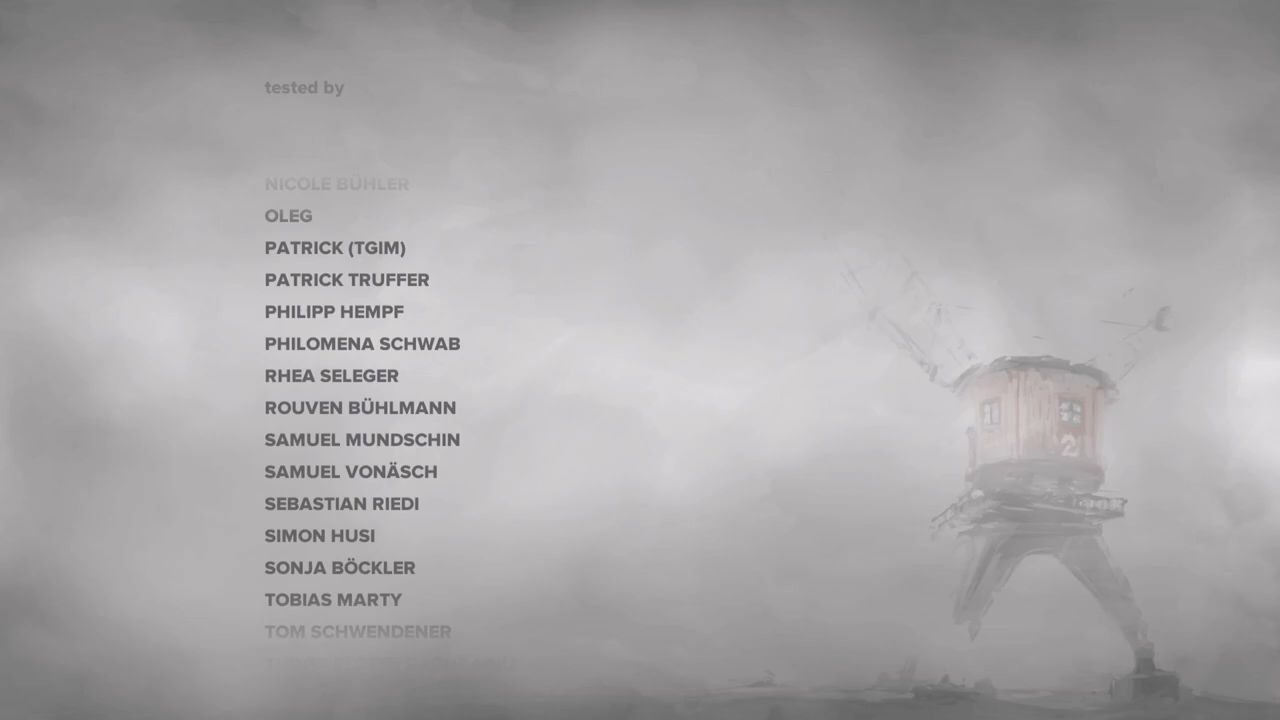 tested by
NICOLE BÜHLER
OLEG
PATRICK (TGIM)
PATRICK TRUFFER
PHILIPP HEMPF
PHILOMENA SCHWAB
RHEA SELEGER
ROUVEN BÜHLMANN
SAMUEL MUNDSCHIN
SAMUEL VONÄSCH
SEBASTIAN RIEDI
SIMON HUSI
SONJA BÖCKLER
TOBIAS MARTY
TOM SCHWENDENER
2